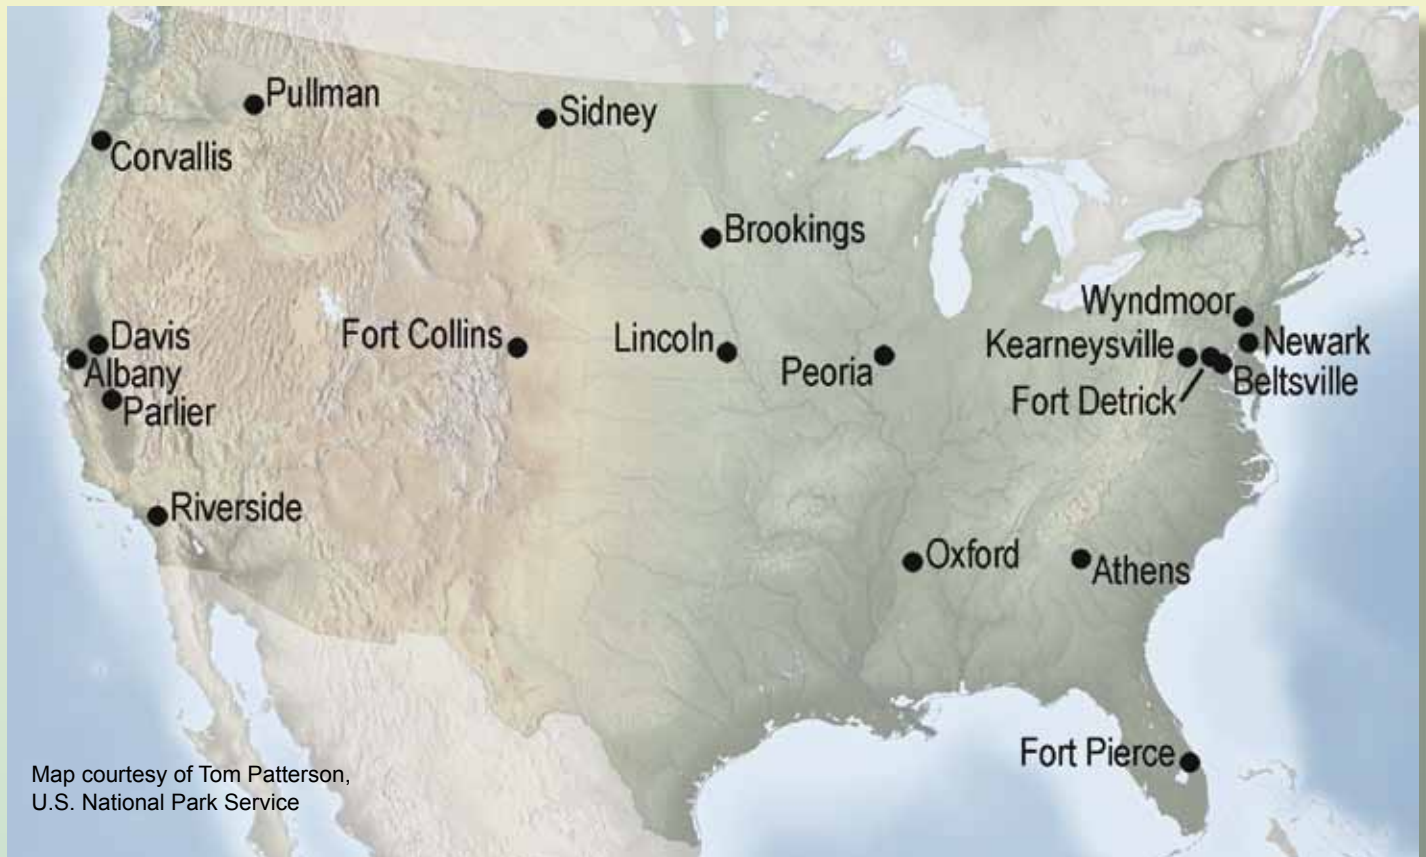 Pullman
Sidney
Corvallis
Brookings
Wyndmoor
Davis
Fort Collins
Lincoln
Kearneysville
Newark
Albany
Peoria
Beltsville
Parlier
Fort Detrick
Riverside
Oxford
Athens
Fort Pierce
Map courtesy of Tom Patterson,
U.S. National Park Service